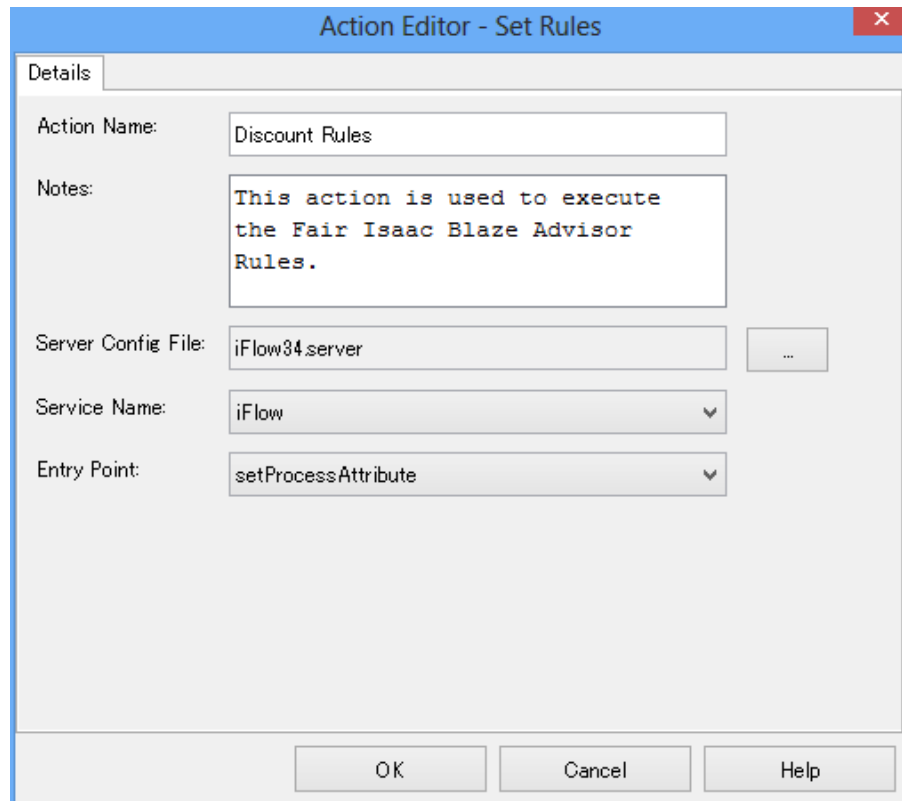 Action Editor - Set Rules
Details
Action Name:
Discount Rules
Notes:
This action is used to execute
the Fair Isaac Blaze Advisor
Rules.
Server Config File:
iFlow34.server
...
Service Name:
iFlow
Entry Point:
setProcessAttribute
OK
Cancel
Help